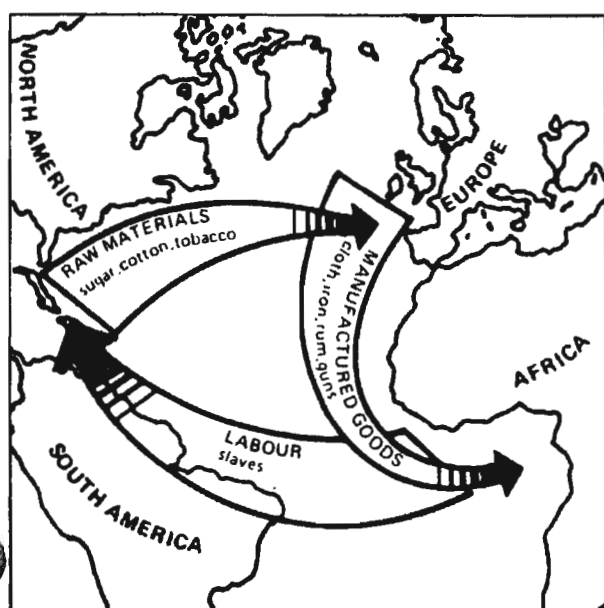 NORTH AMERICA
EUROPE
RAW MATERIALS
sugar.cotton.tobacco
MANUFACTURED GOODS
cloth.iron.rum.guns
AFRICA
LABOUR
slaves
SOUTH AMERICA